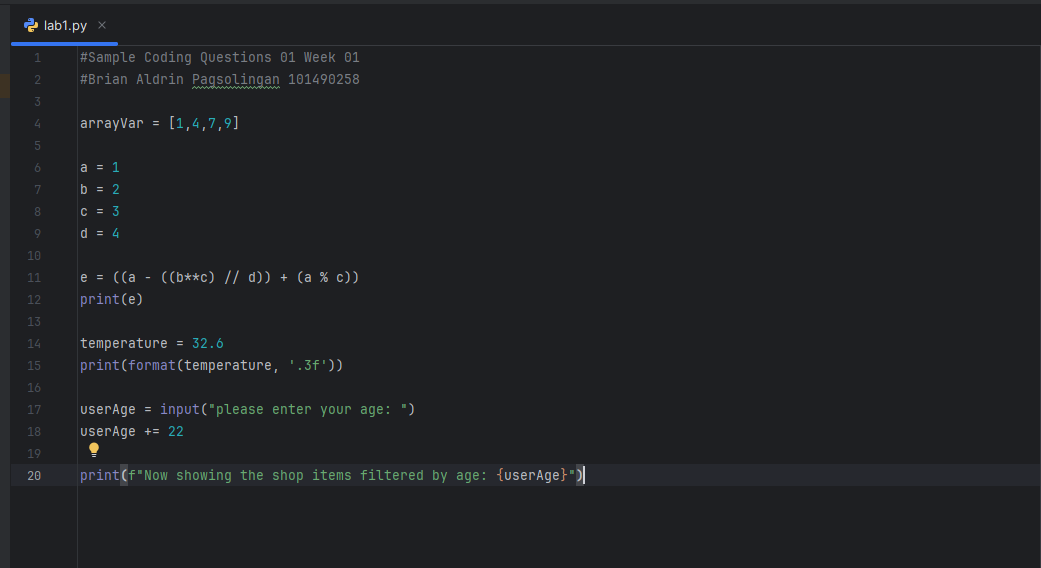 lab1.py
1 #Sample Coding Questions 01 Week 01
2 #Brian Aldrin Pagsolingan 101490258
3
4 arrayVar = [1,4,7,9]
5
6 a = 1
7 b = 2
8 c = 3
9 d = 4
10
11 e = ((a - ((b**c) // d)) + (a % c))
12 print(e)
13
14 temperature = 32.6
15 print(format(temperature, '.3f'))
16
17 userAge = input("please enter your age: ")
18 userAge += 22
19
20 print(f"Now showing the shop items filtered by age: {userAge}")